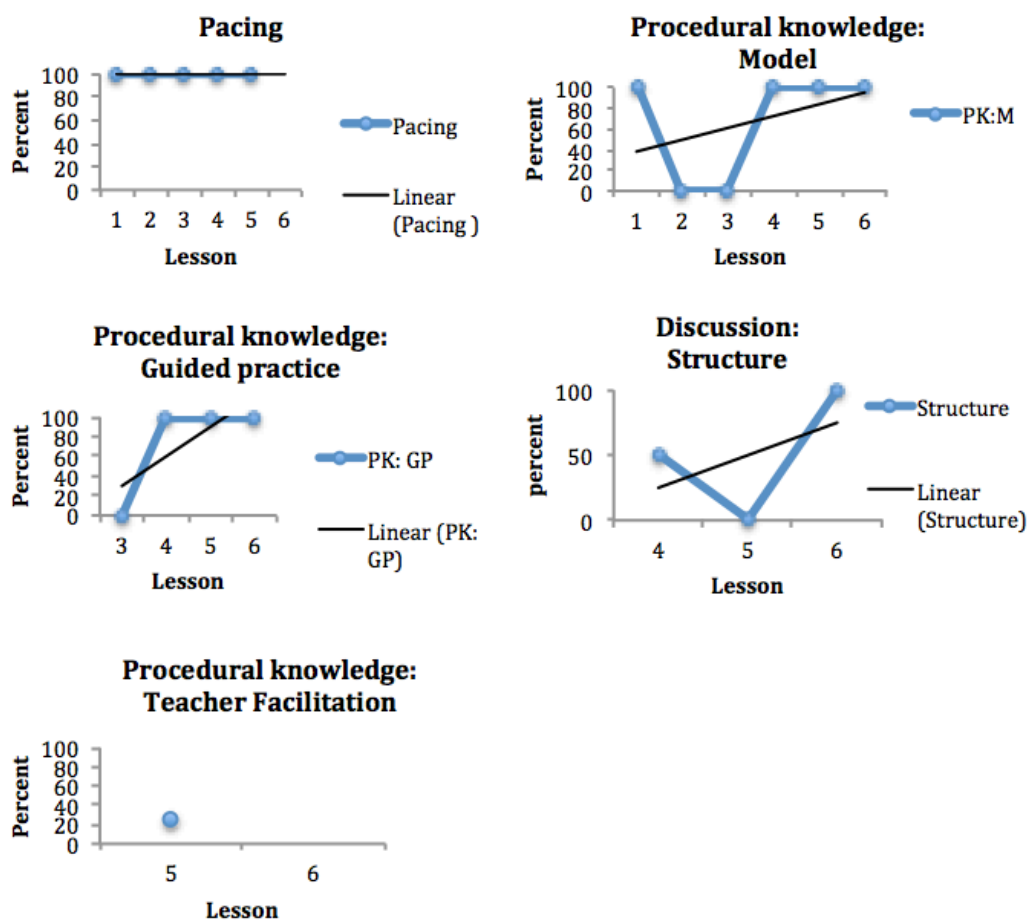 Pacing
Percent
100
80
60
40
20
0
1 2 3 4 5 6
Lesson
Pacing
Linear
(Pacing )
Procedural knowledge:
Model
Percent
100
80
60
40
20
0
1 2 3 4 5 6
Lesson
PK:M
Procedural knowledge:
Guided practice
Percent
100
80
60
40
20
0
3 4 5 6
Lesson
PK: GP
Linear (PK:
GP)
Discussion:
Structure
percent
100
50
0
4 5 6
Lesson
Structure
Linear
(Structure)
Procedural knowledge:
Teacher Facilitation
Percent
100
80
60
40
20
0
5 6
Lesson